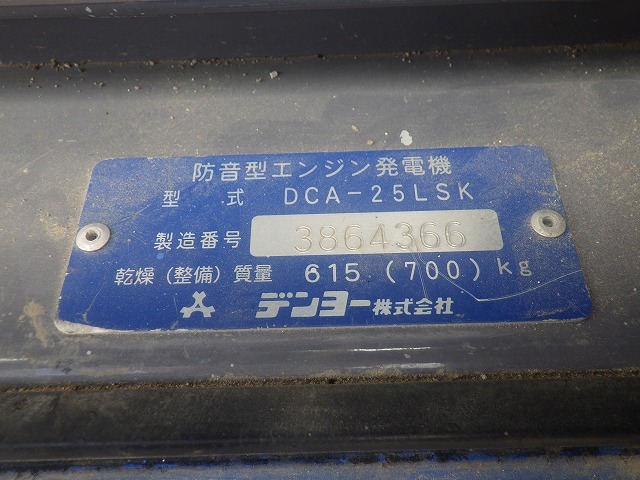 防音型エンジン発電機
型 式 DCA-25LSK
製造番号 3864366
乾燥(整備)質量 615 (700) kg
デンヨー株式会社